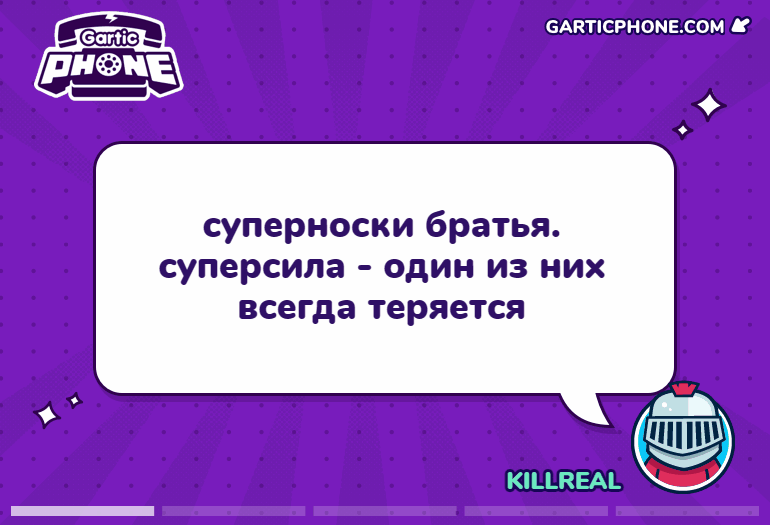 Gartic
PHONE
GARTICPHONE.COM
суперноски братья.
суперсила - один из них
всегда теряется
KILLREAL